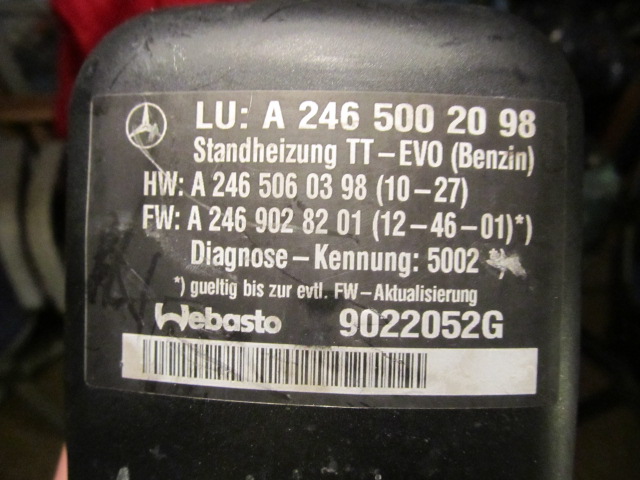 LU: A 246 500 20 98
Standheizung TT-EVO (Benzin)
HW: A 246 506 03 98 (10-27)
FW: A 246 902 82 01 (12-46-01)*)
Diagnose-Kennung: 5002
*) gueltig bis zur evtl. FW-Aktualisierung
Webasto 9022052G